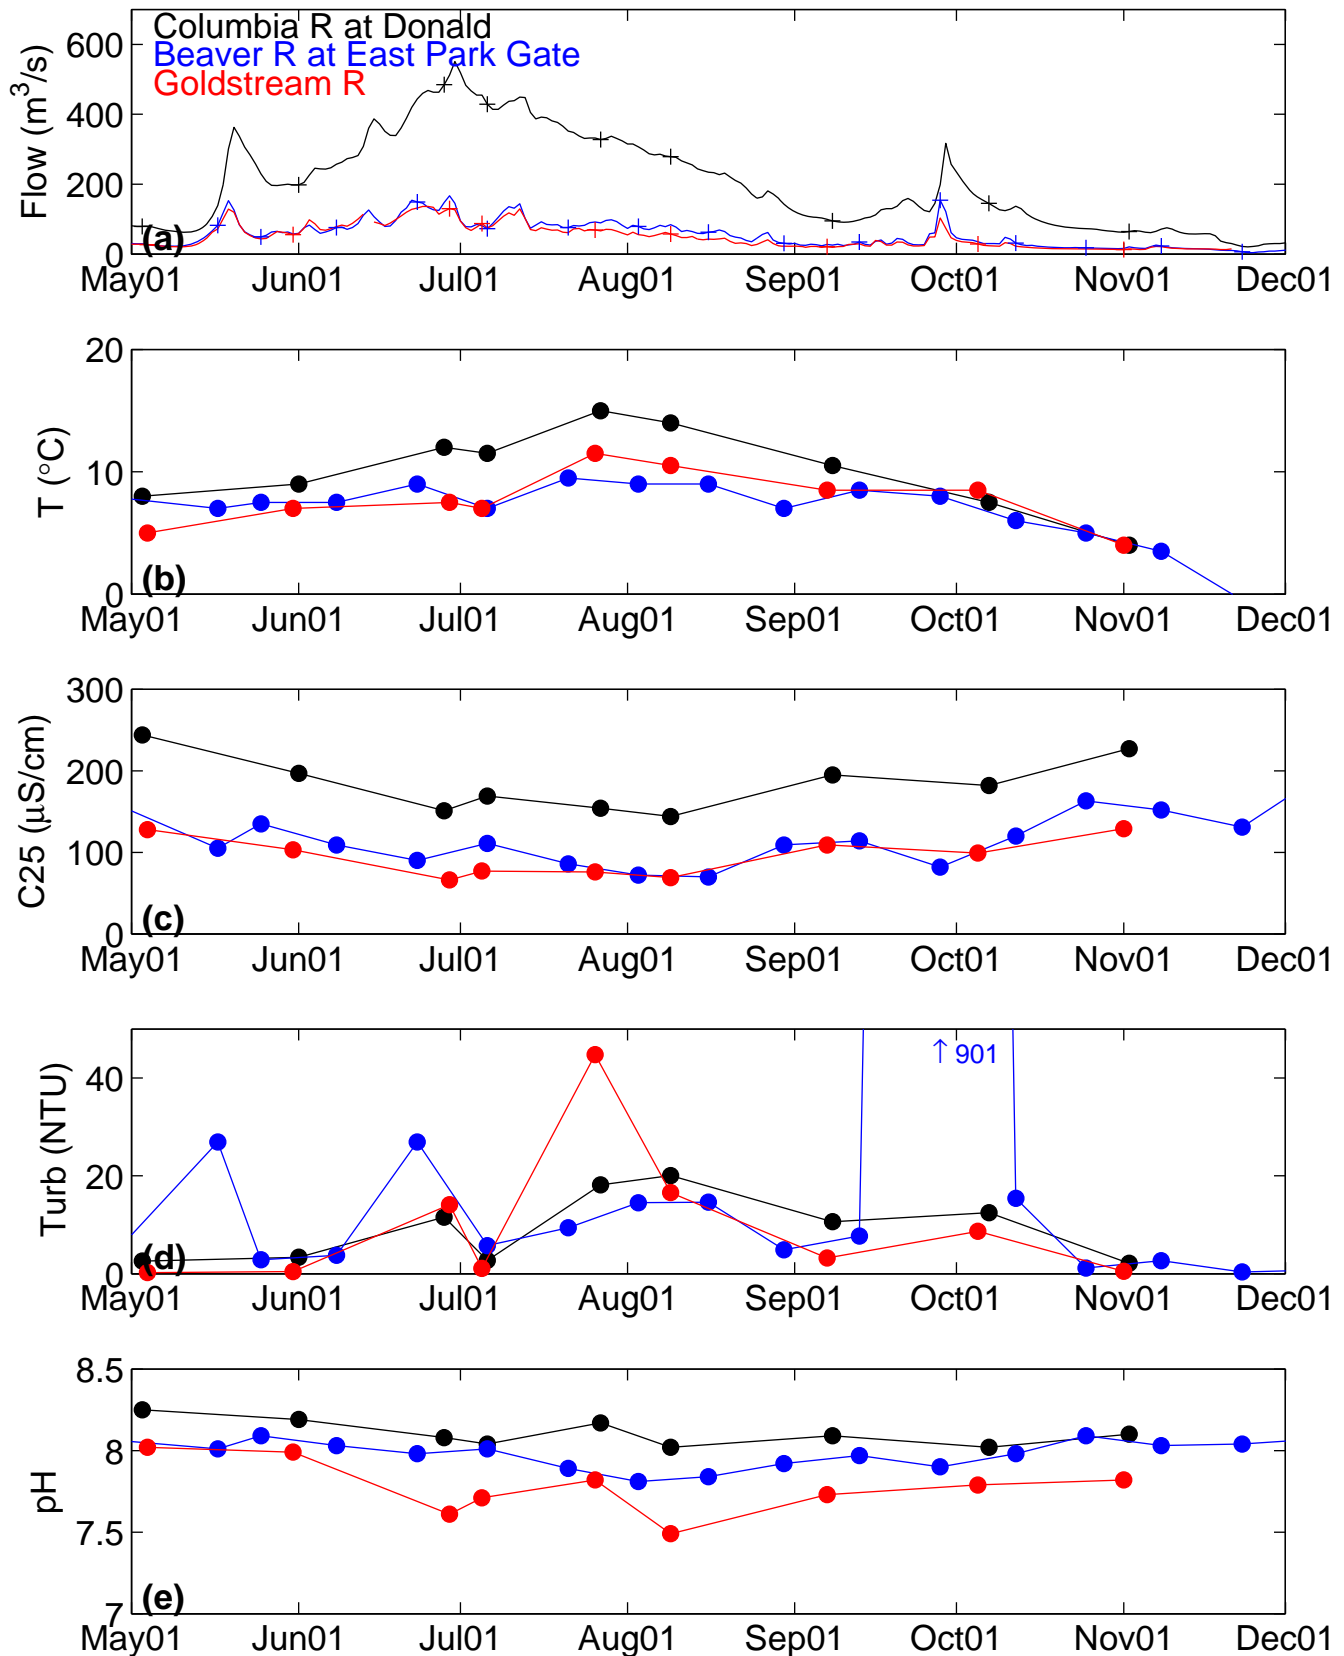 Columbia R at Donald
Beaver R at East Park Gate
Goldstream R
Flow (m³/s)
600
400
200
0
(a)
May01 Jun01 Jul01 Aug01 Sep01 Oct01 Nov01 Dec01
T (°C)
20
10
0
(b)
May01 Jun01 Jul01 Aug01 Sep01 Oct01 Nov01 Dec01
C25 (μS/cm)
300
200
100
0
(c)
May01 Jun01 Jul01 Aug01 Sep01 Oct01 Nov01 Dec01
Turb (NTU)
↑ 901
40
20
0
(d)
May01 Jun01 Jul01 Aug01 Sep01 Oct01 Nov01 Dec01
pH
8.5
8
7.5
7
(e)
May01 Jun01 Jul01 Aug01 Sep01 Oct01 Nov01 Dec01